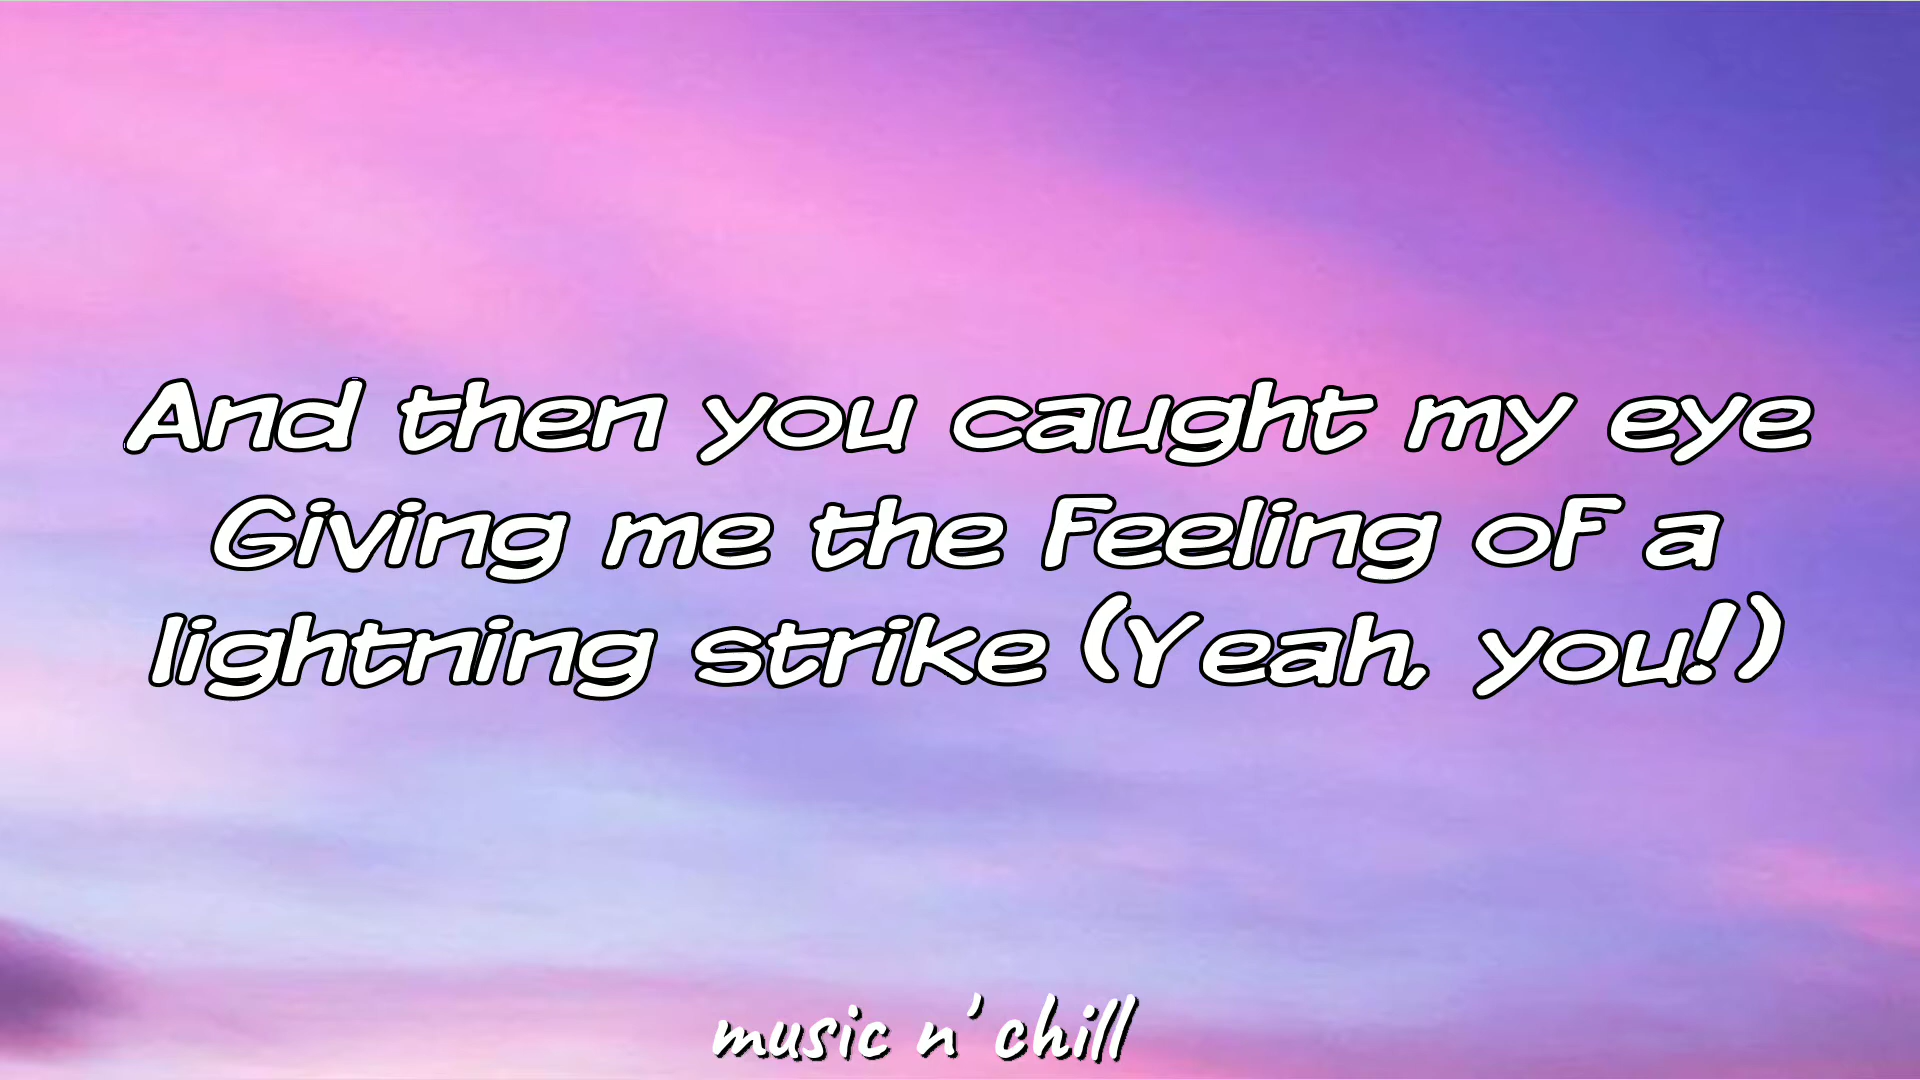 And then you caught my eye
Giving me the feeling of a
lightning strike (Yeah, you!)
music n' chill